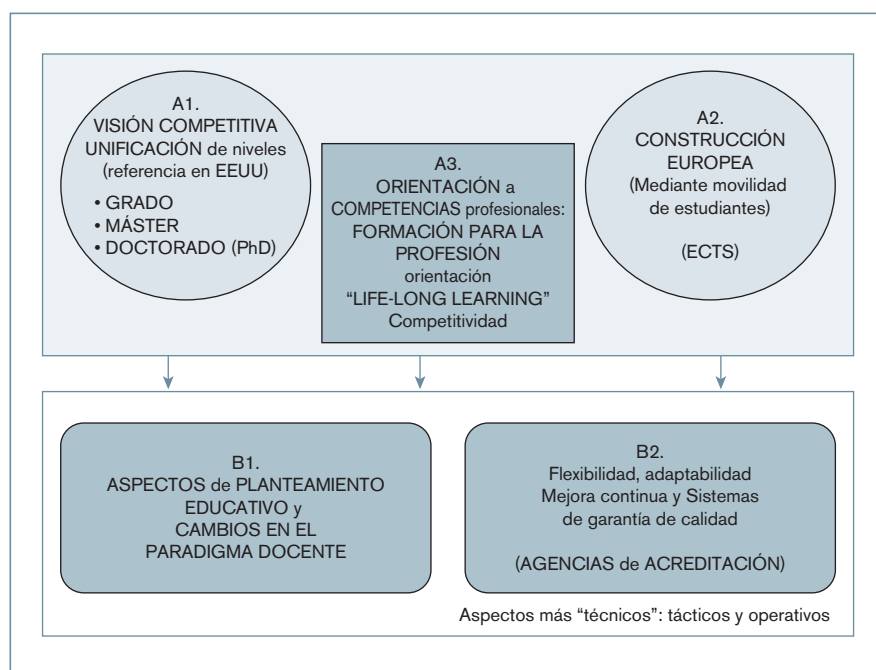 A1.
VISIÓN COMPETITIVA
UNIFICACIÓN de niveles
(referencia en EEUU)
• GRADO
• MÁSTER
• DOCTORADO (PhD)
A3.
ORIENTACIÓN a
COMPETENCIAS profesionales:
FORMACIÓN PARA LA
PROFESIÓN
orientación
“LIFE-LONG LEARNING”
Competitividad
A2.
CONSTRUCCIÓN
EUROPEA
(Mediante movilidad
de estudiantes)
(ECTS)
B1.
ASPECTOS de PLANTEAMIENTO
EDUCATIVO y
CAMBIOS EN EL
PARADIGMA DOCENTE
B2.
Flexibilidad, adaptabilidad
Mejora continua y Sistemas
de garantía de calidad
(AGENCIAS de ACREDITACIÓN)
Aspectos más “técnicos”: tácticos y operativos